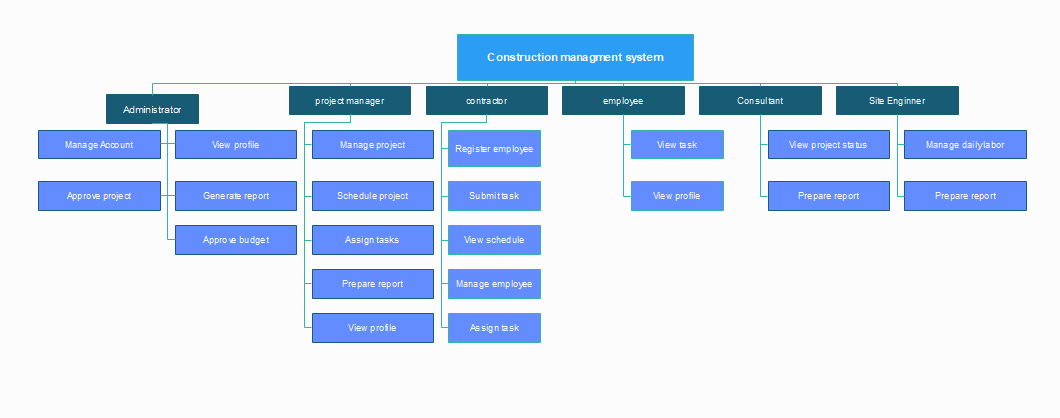 Construction managment system
Administrator
project manager
contractor
employee
Consultant
Site Enginner
Manage Account
View profile
Manage project
Register employee
View task
View project status
Manage dailylabor
Approve project
Generate report
Schedule project
Submit task
View profile
Prepare report
Prepare report
Approve budget
Assign tasks
View schedule
Prepare report
Manage employee
View profile
Assign task